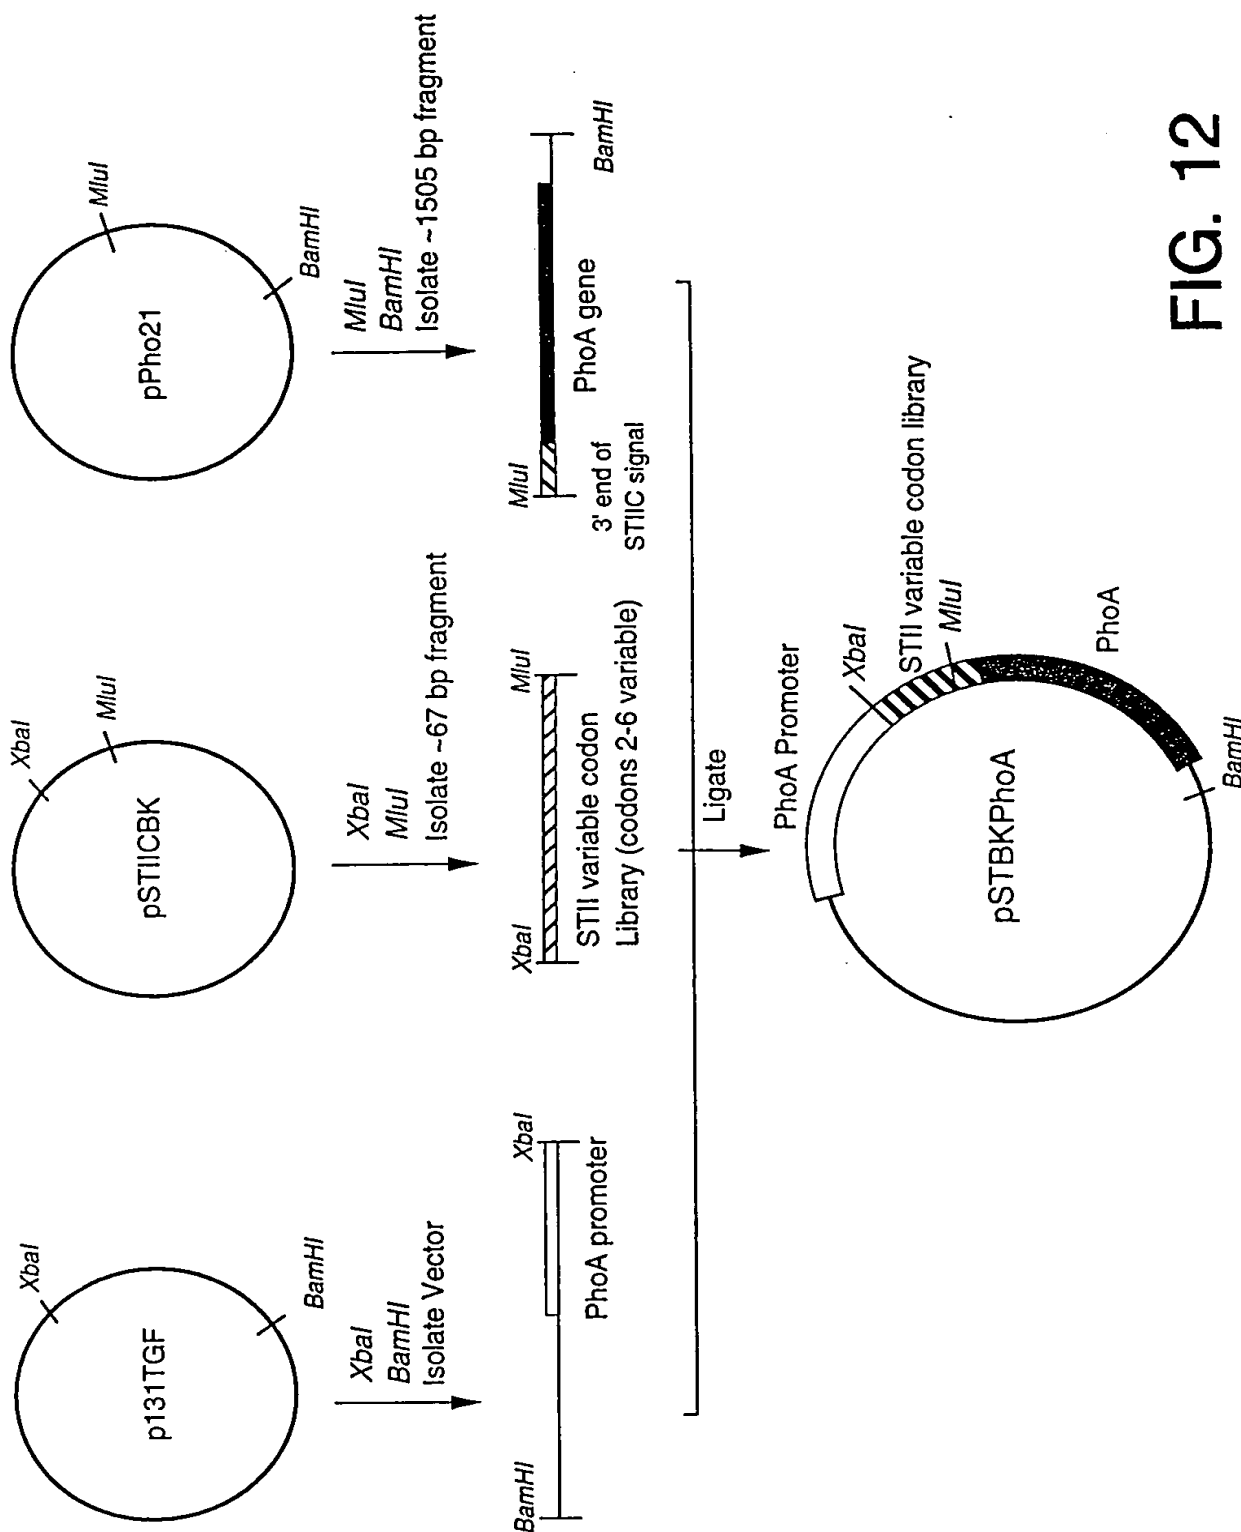 XbaI
p131TGF
BamHI
XbaI
BamHI
Isolate Vector
BamHI
XbaI
PhoA promoter
XbaI
MluI
pSTIICBK
XbaI
MluI
Isolate ~67 bp fragment
XbaI
MluI
STII variable codon
Library (codons 2-6 variable)
MluI
pPho21
BamHI
MluI
BamHI
Isolate ~1505 bp fragment
MluI
BamHI
3' end of
STIIC signal
PhoA gene
Ligate
PhoA Promoter
XbaI
STII variable codon library
MluI
PhoA
BamHI
pSTBKPhoA
FIG. 12